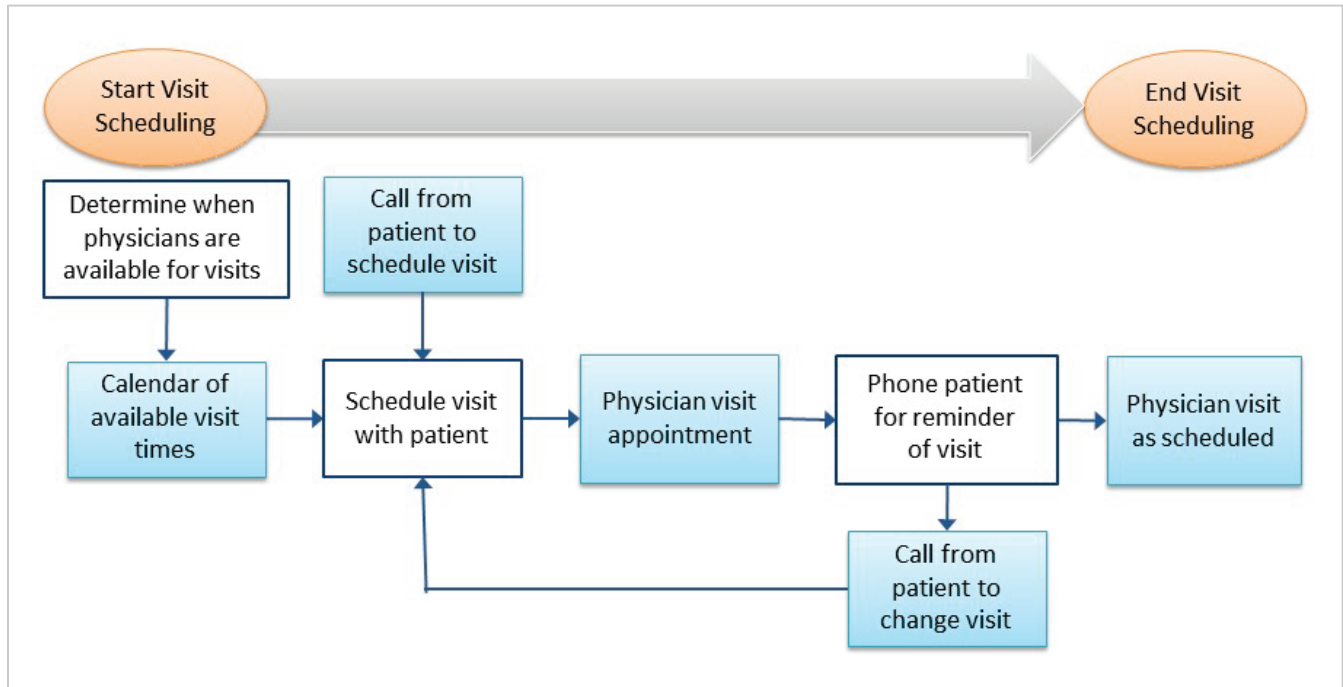 Start Visit
Scheduling
End Visit
Scheduling
Determine when
physicians are
available for visits
Call from
patient to
schedule visit
Calendar of
available visit
times
Schedule visit
with patient
Physician visit
appointment
Phone patient
for reminder
of visit
Physician visit
as scheduled
Call from
patient to
change visit